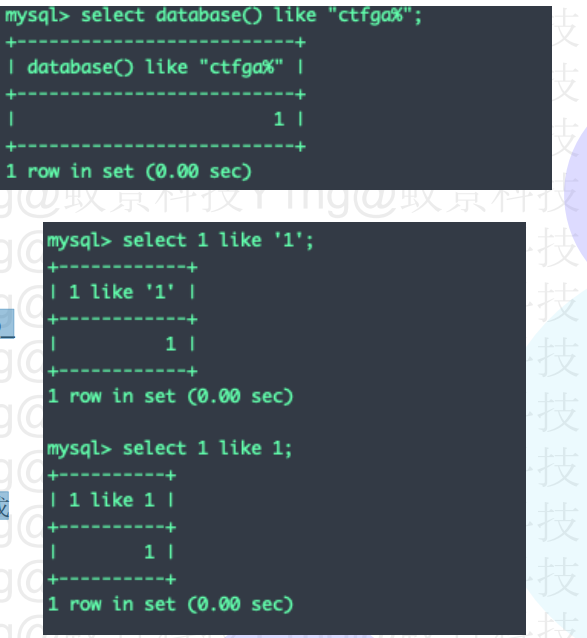 mysql> select database() like "ctfga%";
+--------------------------+
| database() like "ctfga%" |
+--------------------------+
|                        1 |
+--------------------------+
1 row in set (0.00 sec)
g@蚁景科技Y1ng@蚁景科技
mysql> select 1 like '1';
+------------+
| 1 like '1' |
+------------+
|          1 |
+------------+
1 row in set (0.00 sec)
mysql> select 1 like 1;
+----------+
| 1 like 1 |
+----------+
|        1 |
+----------+
1 row in set (0.00 sec)